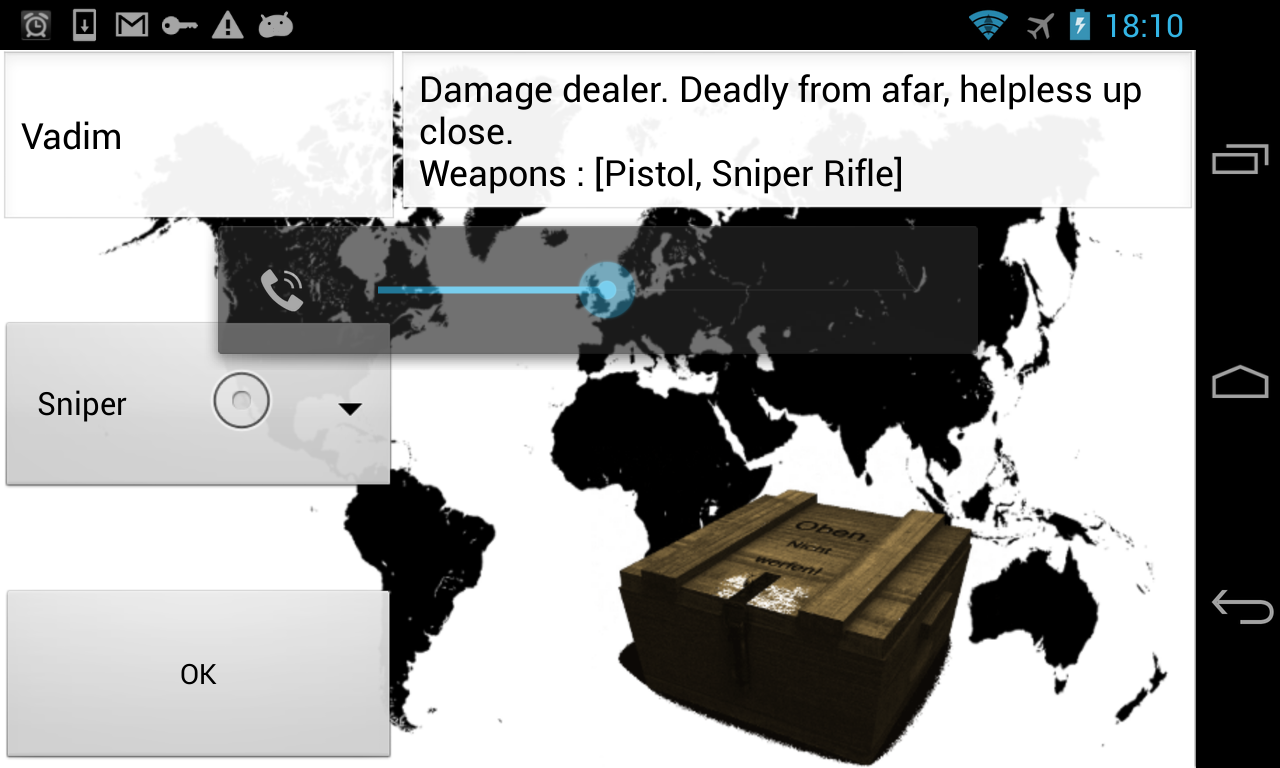 18:10
Vadim
Damage dealer. Deadly from afar, helpless up
close.
Weapons : [Pistol, Sniper Rifle]
Sniper
Oben.
Nicht
werfen!
OK